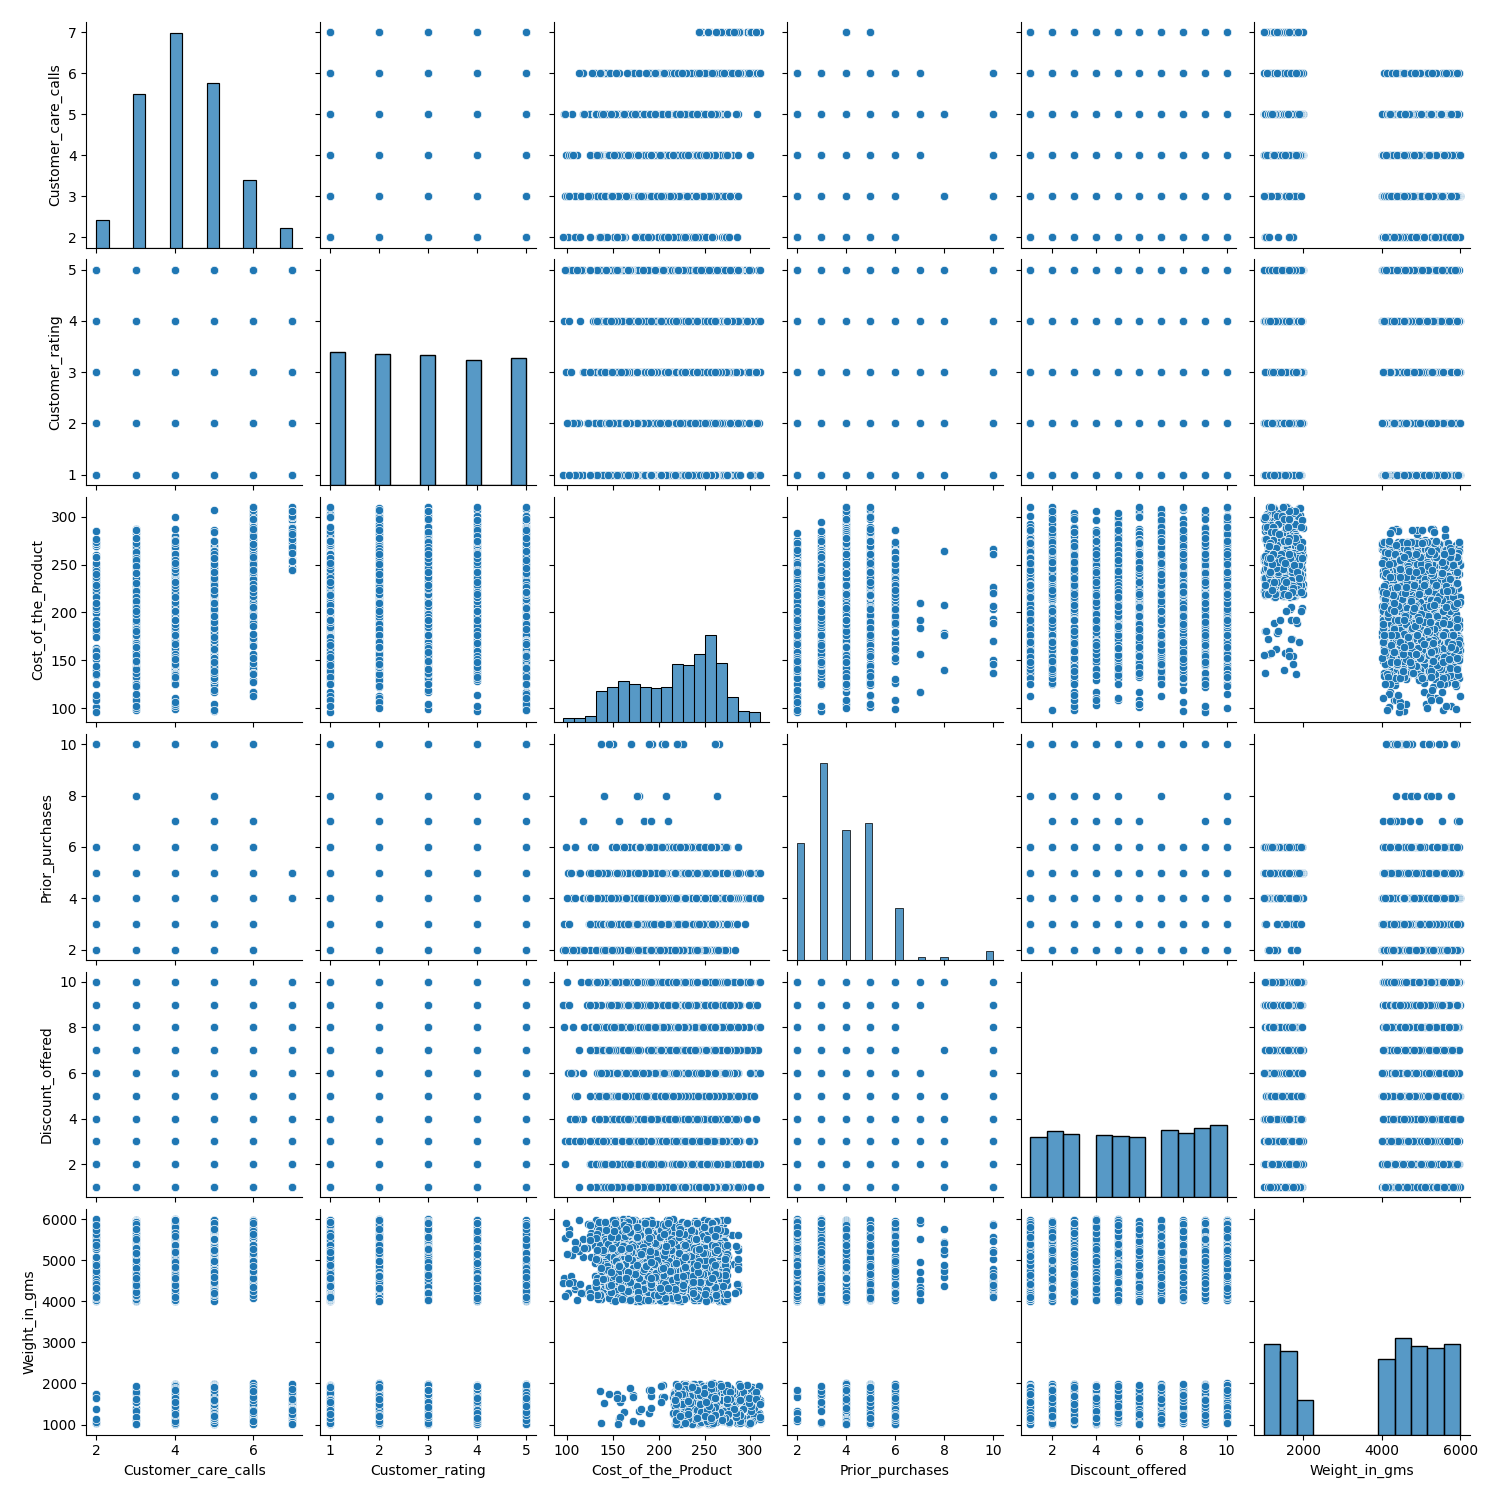 Customer_care_calls
7
6
5
4
3
2
Customer_rating
5
4
3
2
1
Cost_of_the_Product
300
250
200
150
100
Prior_purchases
10
8
6
4
2
Discount_offered
10
8
6
4
2
Weight_in_gms
6000
5000
4000
3000
2000
1000
2 4 6
1 2 3 4 5
100 150 200 250 300
2 4 6 8 10
2 4 6 8 10
2000 4000 6000
Customer_care_calls
Customer_rating
Cost_of_the_Product
Prior_purchases
Discount_offered
Weight_in_gms